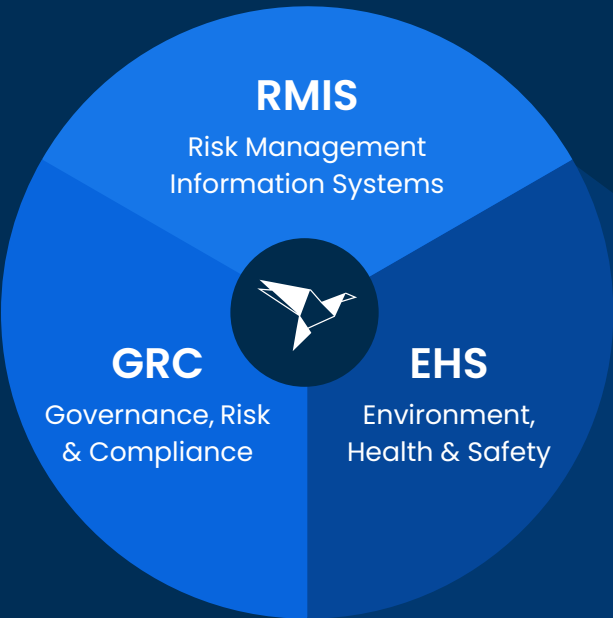 RMIS
Risk Management
Information Systems
GRC
Governance, Risk
& Compliance
EHS
Environment,
Health & Safety